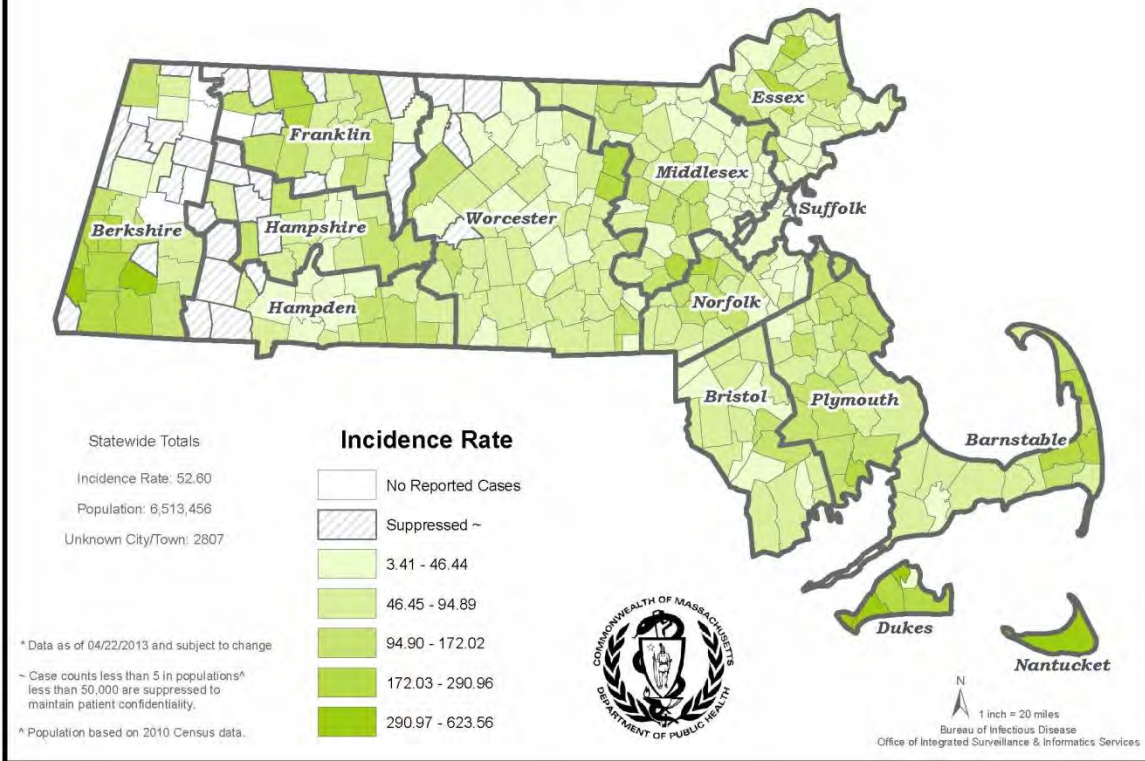 Essex
Franklin
Middlesex
Suffolk
Worcester
Berkshire
Hampshire
Hampden
Norfolk
Bristol
Plymouth
Barnstable
Dukes
Nantucket
Statewide Totals
Incidence Rate: 52.60
Population: 6,513,456
Unknown City/Town: 2807
* Data as of 04/22/2013 and subject to change
~ Case counts less than 5 in populations^
less than 50,000 are suppressed to
maintain patient confidentiality.
^ Population based on 2010 Census data.
Incidence Rate
No Reported Cases
Suppressed ~
3.41 - 46.44
46.45 - 94.89
94.90 - 172.02
172.03 - 290.96
290.97 - 623.56
COMMONWEALTH OF MASSACHUSETTS
DEPARTMENT OF PUBLIC HEALTH
N
1 inch = 20 miles
Bureau of Infectious Disease
Office of Integrated Surveillance & Informatics Services